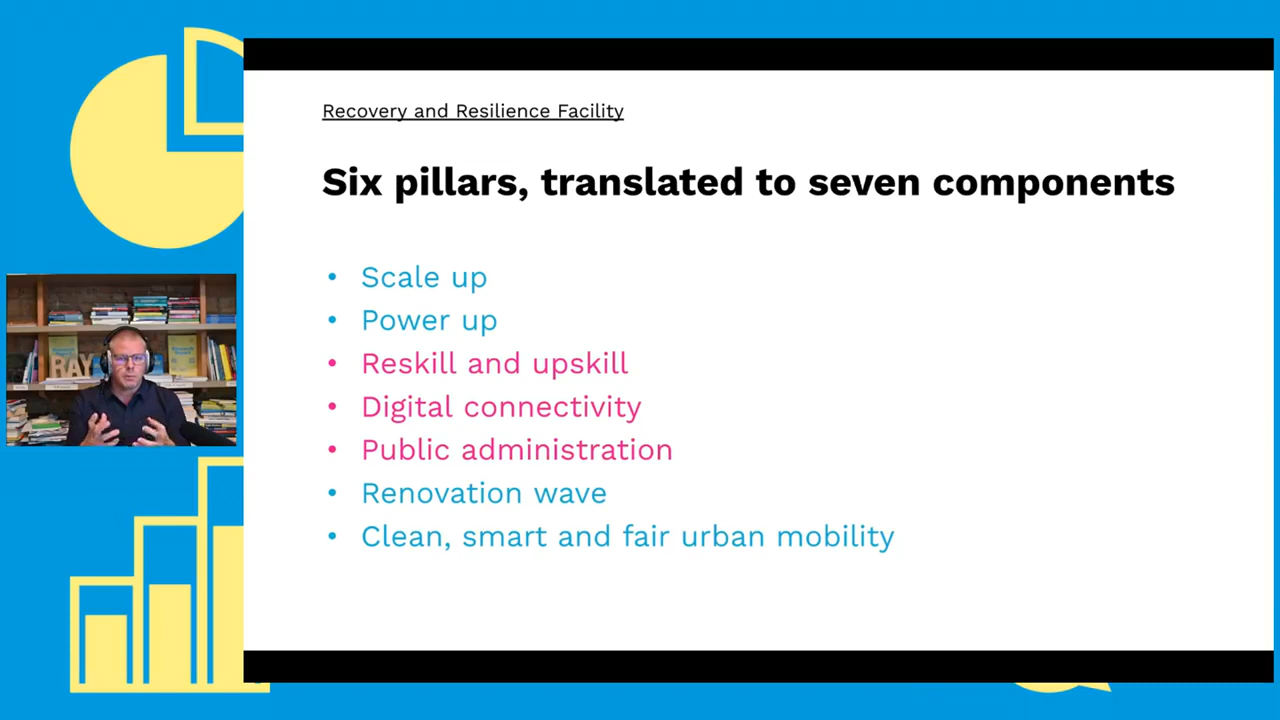 Recovery and Resilience Facility
Six pillars, translated to seven components
• Scale up
• Power up
• Reskill and upskill
• Digital connectivity
• Public administration
• Renovation wave
• Clean, smart and fair urban mobility
RAY